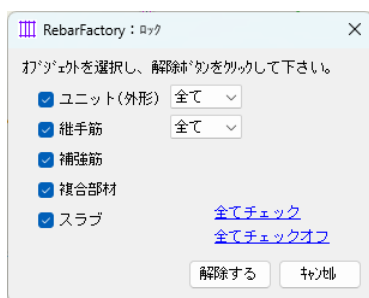 RebarFactory：ﾛｯｸ
ｵﾌﾞｼﾞｪｸﾄを選択し、解除ﾎﾞﾀﾝをｸﾘｯｸして下さい。
ユニット(外形) 全て
継手筋 全て
補強筋
複合部材
スラブ
全てチェック
全てチェックオフ
解除する ｷｬﾝｾﾙ